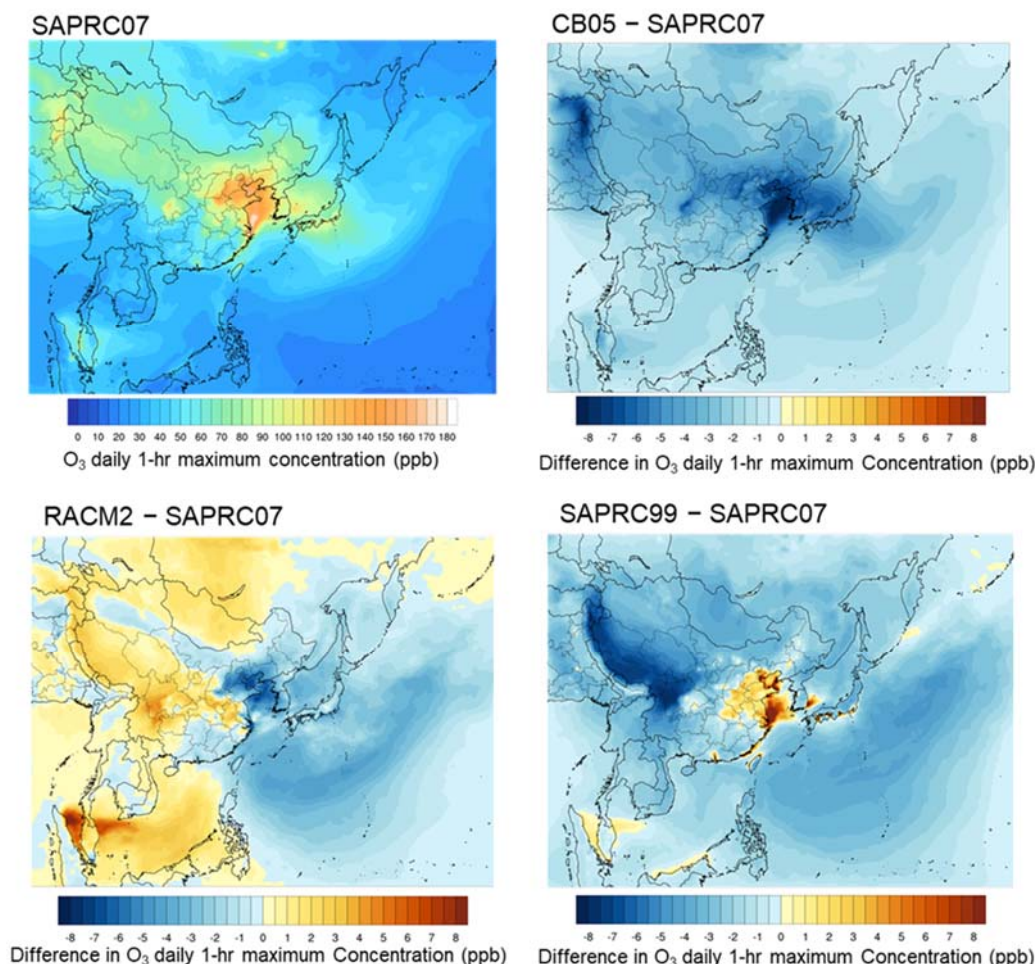 SAPRC07
CB05 – SAPRC07
0 10 20 30 40 50 60 70 80 90 100 110 120 130 140 150 160 170 180
O₃ daily 1-hr maximum concentration (ppb)
-8 -7 -6 -5 -4 -3 -2 -1 0 1 2 3 4 5 6 7 8
Difference in O₃ daily 1-hr maximum Concentration (ppb)
RACM2 – SAPRC07
SAPRC99 – SAPRC07
-8 -7 -6 -5 -4 -3 -2 -1 0 1 2 3 4 5 6 7 8
Difference in O₃ daily 1-hr maximum Concentration (ppb)
-8 -7 -6 -5 -4 -3 -2 -1 0 1 2 3 4 5 6 7 8
Difference in O₃ daily 1-hr maximum Concentration (ppb)